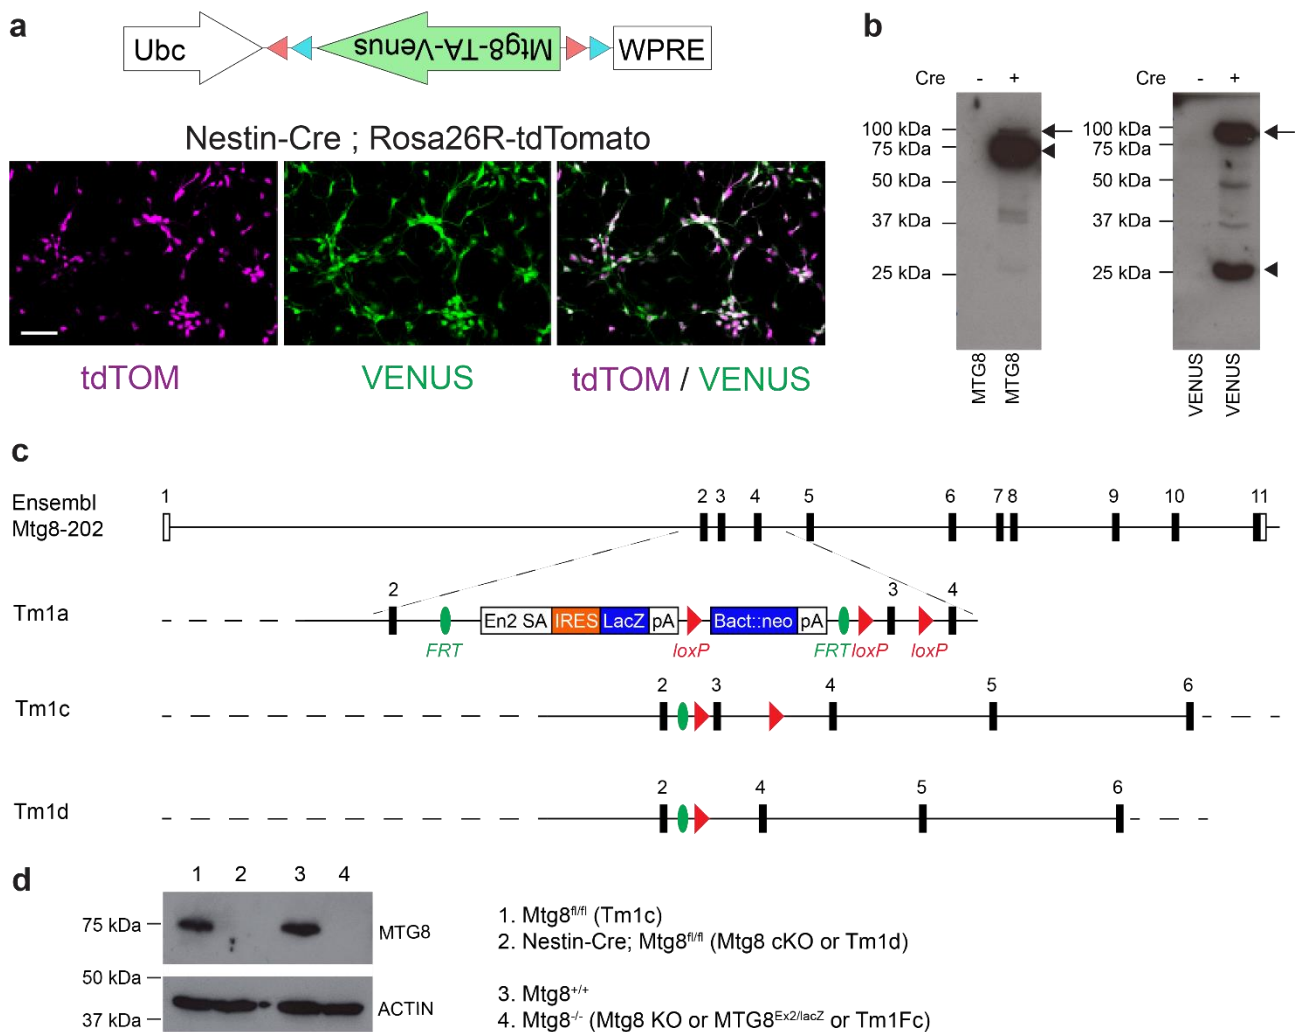 a
Ubc
Mtg8-TA-Venus
WPRE
Nestin-Cre ; Rosa26R-tdTomato
tdTOM
VENUS
tdTOM / VENUS
b
Cre - +
100 kDa
75 kDa
50 kDa
37 kDa
25 kDa
MTG8
MTG8
Cre - +
100 kDa
75 kDa
50 kDa
37 kDa
25 kDa
VENUS
VENUS
c
Ensembl
Mtg8-202
1 2 3 4 5 6 7 8 9 10 11
Tm1a
2 3 4
En2 SA IRES LacZ pA Bact::neo pA
FRT loxP FRT loxP loxP
Tm1c
2 3 4 5 6
Tm1d
2 4 5 6
d
1 2 3 4
75 kDa
MTG8
50 kDa
37 kDa
ACTIN
1. Mtg8fl/fl (Tm1c)
2. Nestin-Cre; Mtg8fl/fl (Mtg8 cKO or Tm1d)
3. Mtg8+/+
4. Mtg8-/- (Mtg8 KO or MTG8Ex2/lacZ or Tm1Fc)